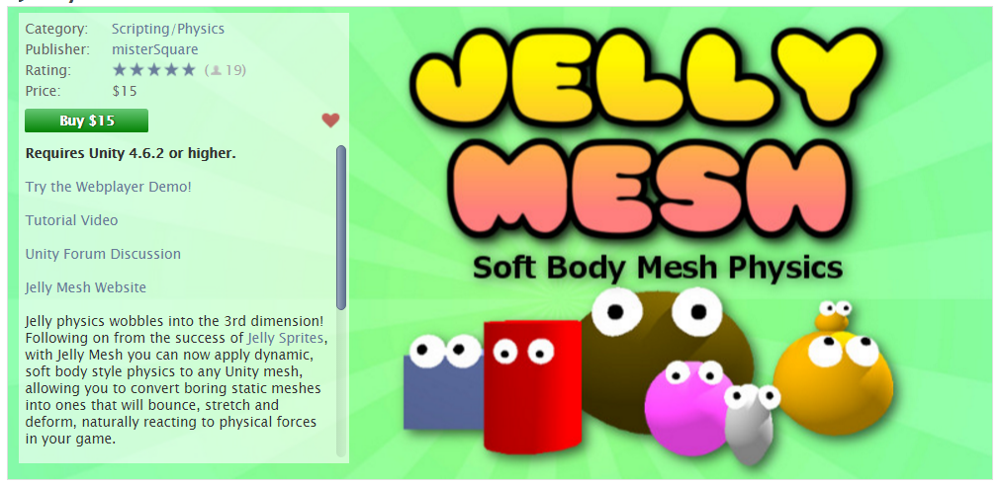 Category: Scripting/Physics
Publisher: misterSquare
Rating: ★★★★★ (19)
Price: $15
Buy $15
Requires Unity 4.6.2 or higher.
Try the Webplayer Demo!
Tutorial Video
Unity Forum Discussion
Jelly Mesh Website
Jelly physics wobbles into the 3rd dimension!
Following on from the success of Jelly Sprites,
with Jelly Mesh you can now apply dynamic,
soft body style physics to any Unity mesh,
allowing you to convert boring static meshes
into ones that will bounce, stretch and
deform, naturally reacting to physical forces
in your game.
JELLY
MESH
Soft Body Mesh Physics